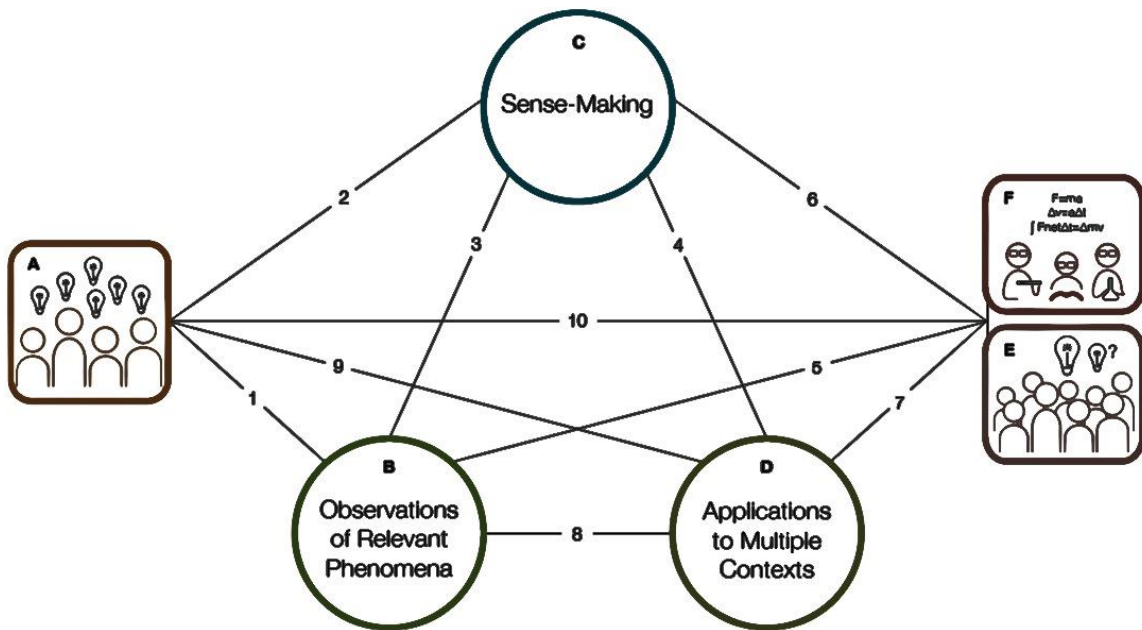 C
Sense-Making
2
6
F
F=ma
Δv=aΔt
∫ FnetΔt=Δmv
3
4
A
10
E
?
9
5
1
7
B
D
Observations
of Relevant
Phenomena
8
Applications
to Multiple
Contexts